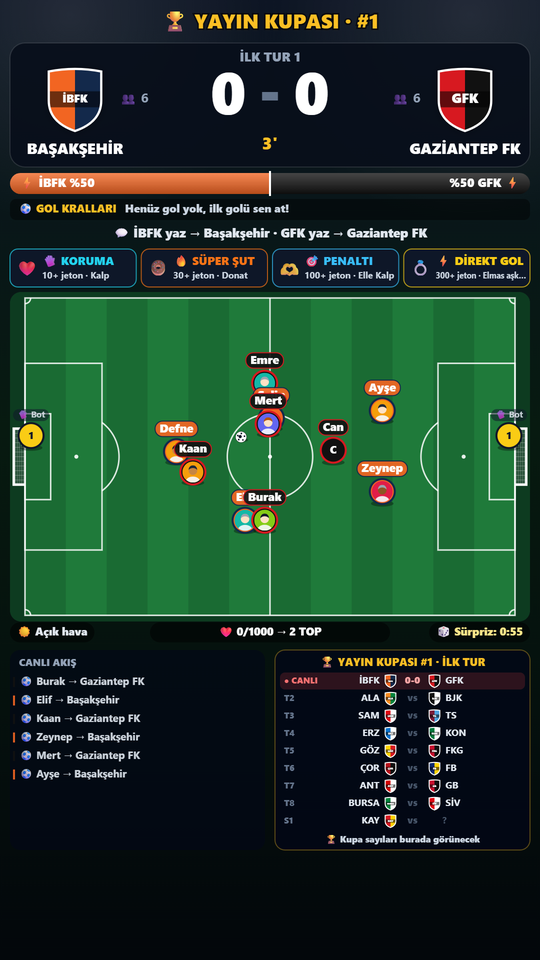 YAYIN KUPASI · #1
İLK TUR 1
İBFK
6
0 - 0
6
GFK
BAŞAKŞEHİR
3'
GAZİANTEP FK
İBFK %50
%50 GFK
GOL KRALLARI Henüz gol yok, ilk golü sen at!
İBFK yaz → Başakşehir · GFK yaz → Gaziantep FK
KORUMA
10+ jeton · Kalp
SÜPER ŞUT
30+ jeton · Donat
PENALTI
100+ jeton · Elle Kalp
DİREKT GOL
300+ jeton · Elmas aşk...
Emre
Mert
Ayşe
Bot
1
Bot
1
Defne
Kaan
Can
C
Zeynep
E
Burak
Açık hava
0/1000 → 2 TOP
Sürpriz: 0:55
CANLI AKIŞ
Burak → Gaziantep FK
Elif → Başakşehir
Kaan → Gaziantep FK
Zeynep → Başakşehir
Mert → Gaziantep FK
Ayşe → Başakşehir
YAYIN KUPASI #1 · İLK TUR
• CANLI İBFK 0-0 GFK
T2 ALA vs BJK
T3 SAM vs TS
T4 ERZ vs KON
T5 GÖZ vs FKG
T6 ÇOR vs FB
T7 ANT vs GB
T8 BURSA vs SİV
S1 KAY vs ?
Kupa sayıları burada görünecek